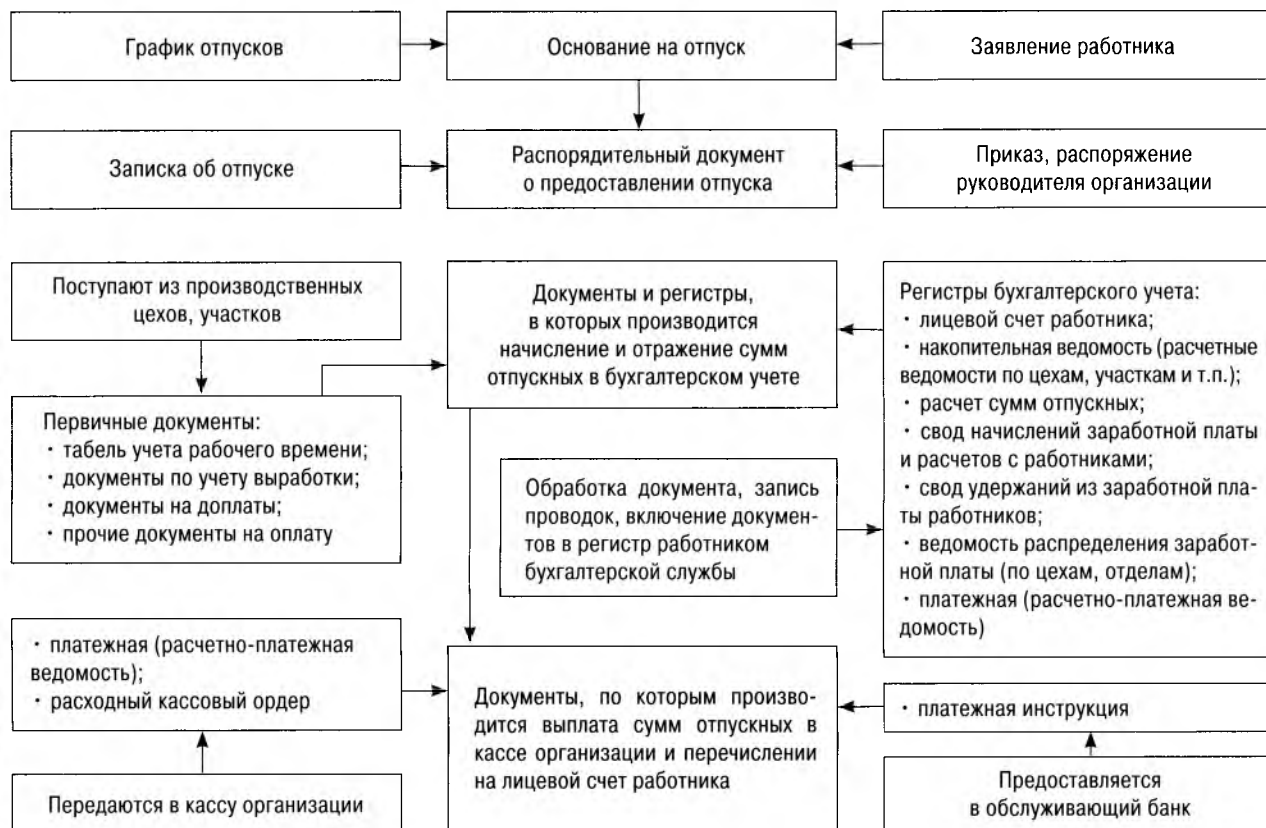 График отпусков
Основание на отпуск
Заявление работника
Записка об отпуске
Распорядительный документ
о предоставлении отпуска
Приказ, распоряжение
руководителя организации
Поступают из производственных
цехов, участков
Документы и регистры,
в которых производится
начисление и отражение сумм
отпускных в бухгалтерском учете
Регистры бухгалтерского учета:
· лицевой счет работника;
· накопительная ведомость (расчетные
ведомости по цехам, участкам и т.п.);
· расчет сумм отпускных;
· свод начислений заработной платы
и расчетов с работниками;
· свод удержаний из заработной пла-
ты работников;
· ведомость распределения заработ-
ной платы (по цехам, отделам);
· платежная (расчетно-платежная ве-
домость)
Первичные документы:
· табель учета рабочего времени;
· документы по учету выработки;
· документы на доплаты;
· прочие документы на оплату
Обработка документа, запись
проводок, включение докумен-
тов в регистр работником
бухгалтерской службы
· платежная (расчетно-платежная
ведомость);
· расходный кассовый ордер
Документы, по которым произво-
дится выплата сумм отпускных в
кассе организации и перечислении
на лицевой счет работника
· платежная инструкция
Передаются в кассу организации
Предоставляется
в обслуживающий банк